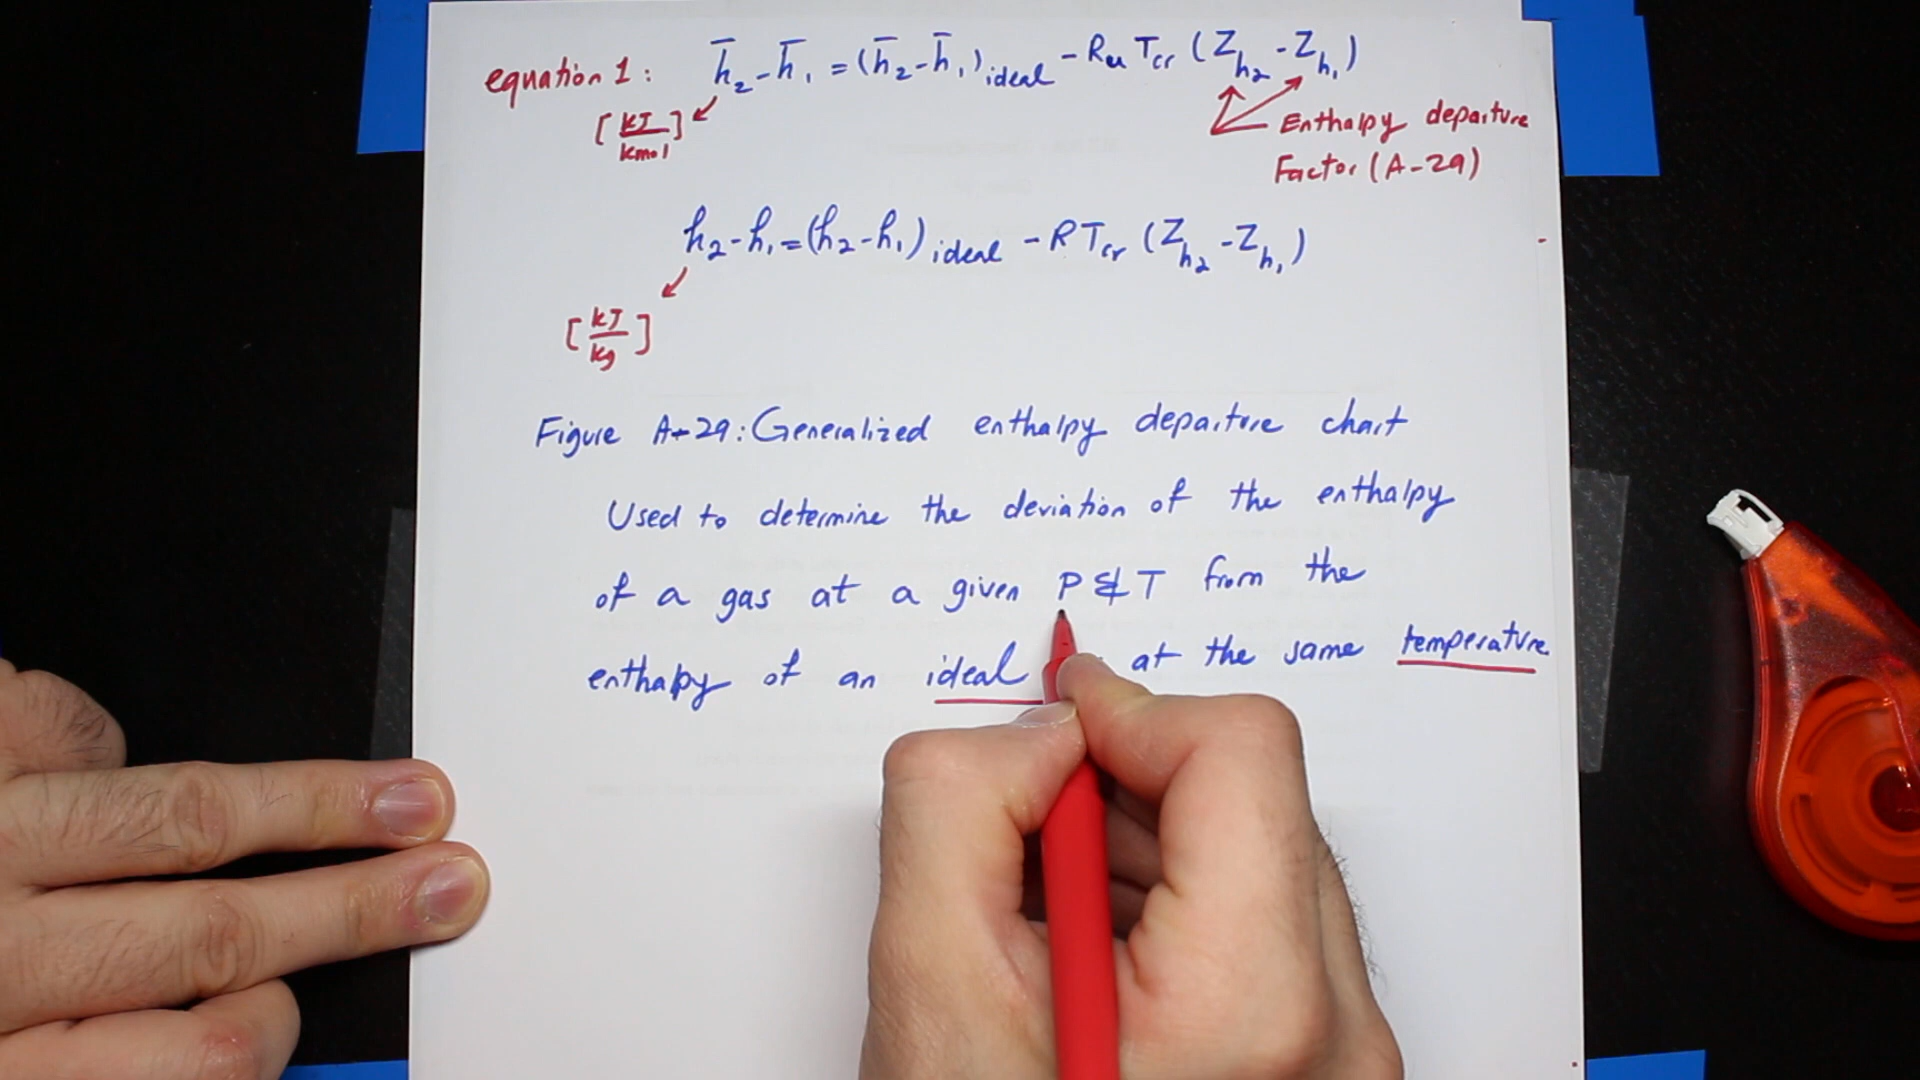 equation 1: h̅₂ - h̅₁ = (h̅₂ - h̅₁)ideal - Ru Tcr (Zh₂ - Zh₁)
[kJ/kmol]
Enthalpy departure
Factor (A-29)
h₂ - h₁ = (h₂ - h₁)ideal - R Tcr (Zh₂ - Zh₁)
[kJ/kg]
Figure A-29: Generalized enthalpy departure chart
Used to determine the deviation of the enthalpy
of a gas at a given P & T from the
enthalpy of an ideal at the same temperature